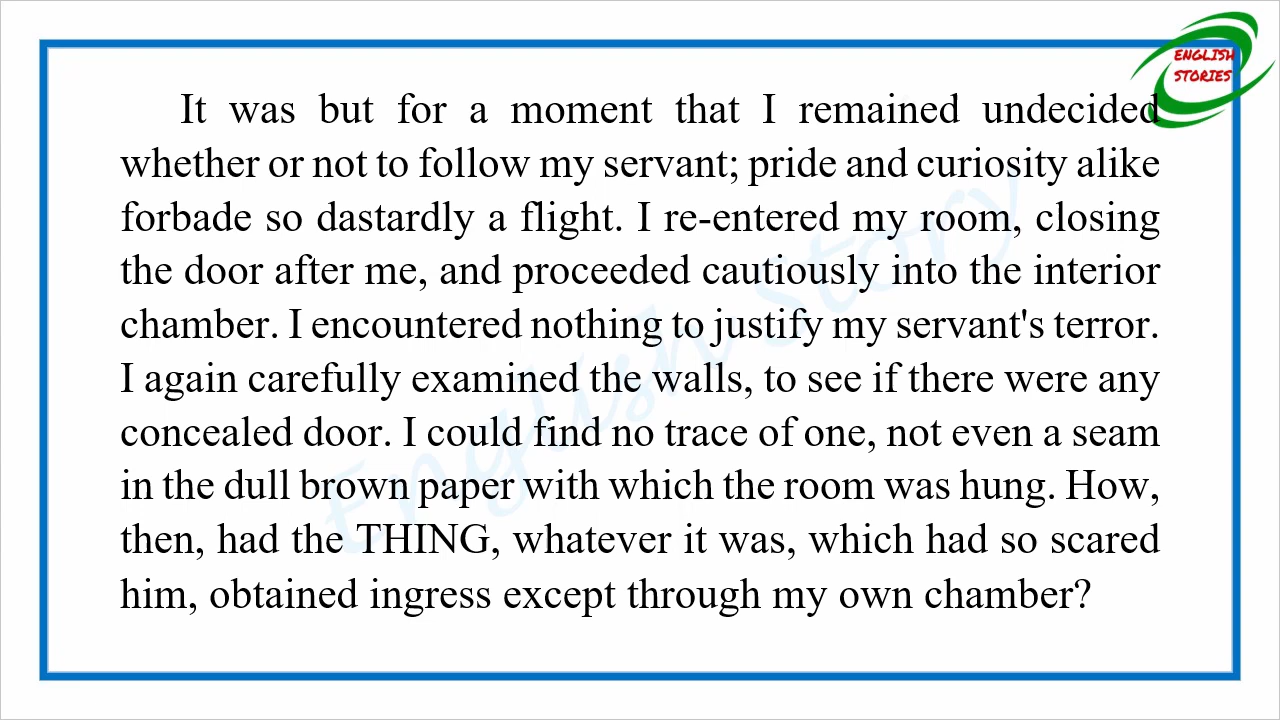 ENGLISH
STORIES
It was but for a moment that I remained undecided
whether or not to follow my servant; pride and curiosity alike
forbade so dastardly a flight. I re-entered my room, closing
the door after me, and proceeded cautiously into the interior
chamber. I encountered nothing to justify my servant's terror.
I again carefully examined the walls, to see if there were any
concealed door. I could find no trace of one, not even a seam
in the dull brown paper with which the room was hung. How,
then, had the THING, whatever it was, which had so scared
him, obtained ingress except through my own chamber?
English Story